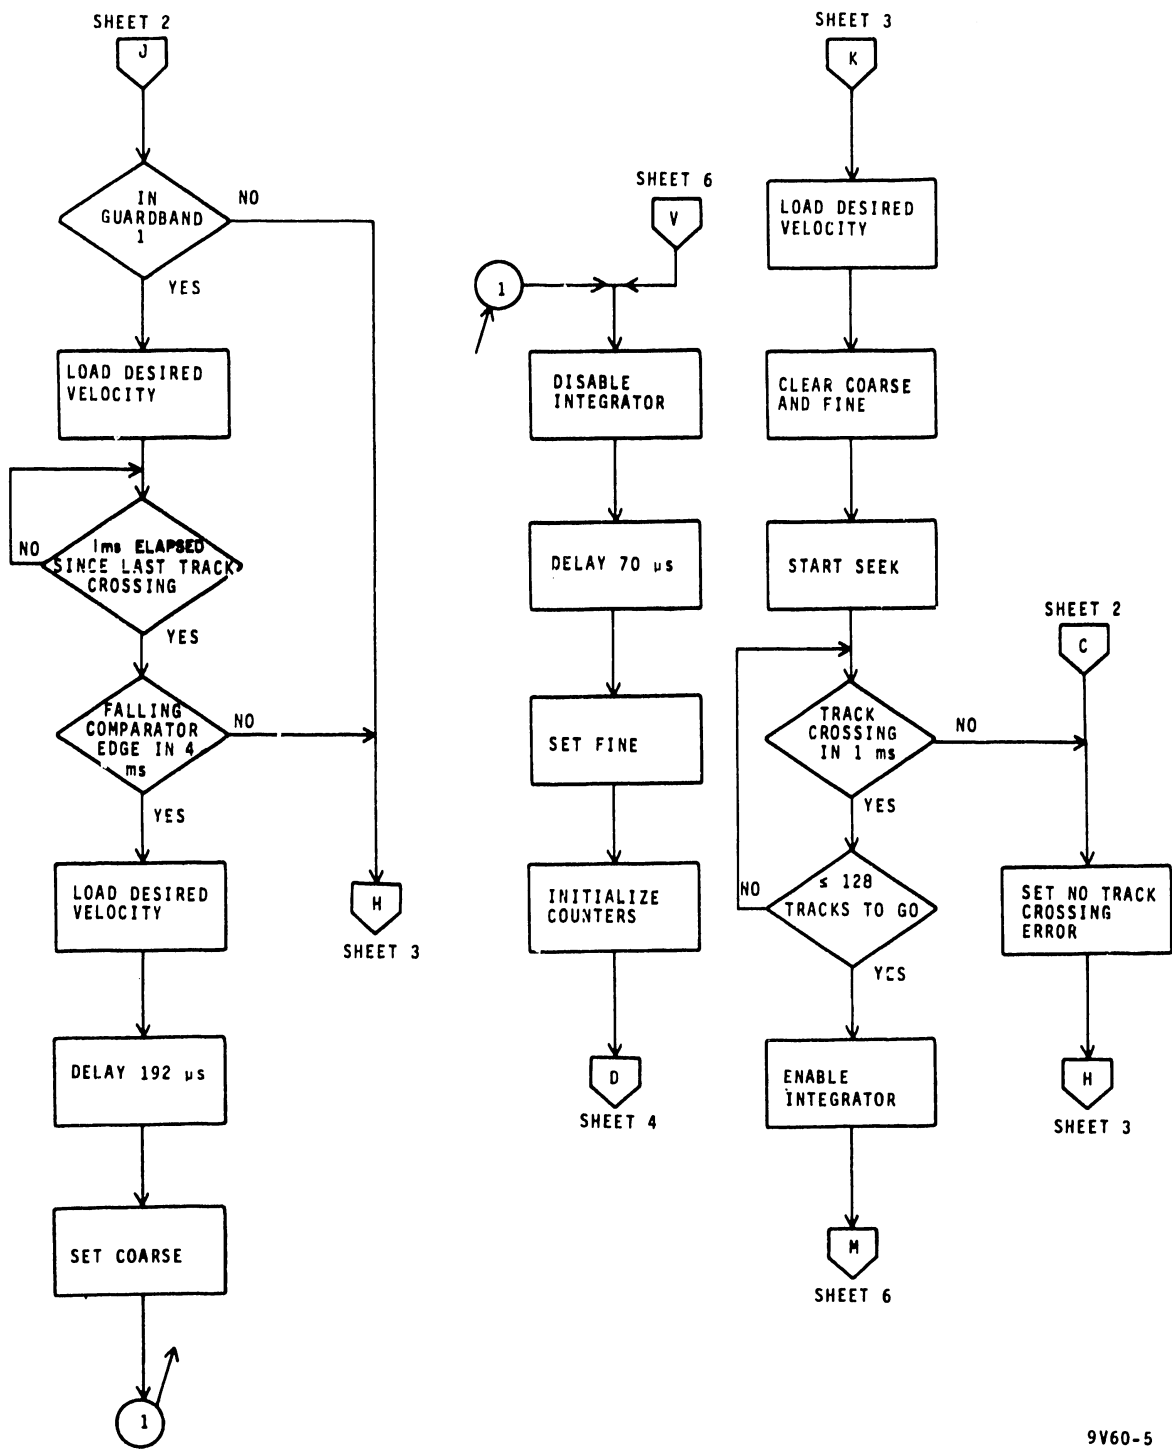 SHEET 2
J
IN
GUARDBAND
1
NO
YES
LOAD DESIRED
VELOCITY
1ms ELAPSED
SINCE LAST TRACK
CROSSING
NO
YES
FALLING
COMPARATOR
EDGE IN 4
ms
NO
YES
LOAD DESIRED
VELOCITY
H
SHEET 3
DELAY 192 µs
SET COARSE
1
SHEET 6
V
1
DISABLE
INTEGRATOR
DELAY 70 µs
SET FINE
INITIALIZE
COUNTERS
D
SHEET 4
SHEET 3
K
LOAD DESIRED
VELOCITY
CLEAR COARSE
AND FINE
START SEEK
TRACK
CROSSING
IN 1 ms
NO
YES
≤ 128
TRACKS TO GO
NO
YES
ENABLE
INTEGRATOR
M
SHEET 6
SHEET 2
C
SET NO TRACK
CROSSING
ERROR
H
SHEET 3
9V60-5